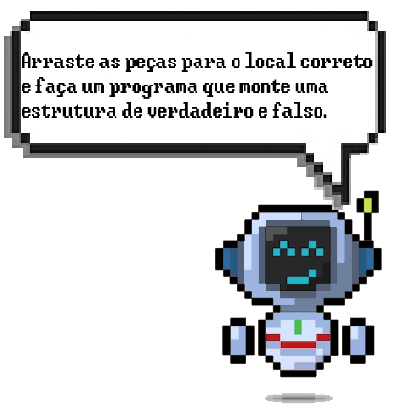 Arraste as peças para o local correto
e faça um programa que monte uma
estrutura de verdadeiro e falso.